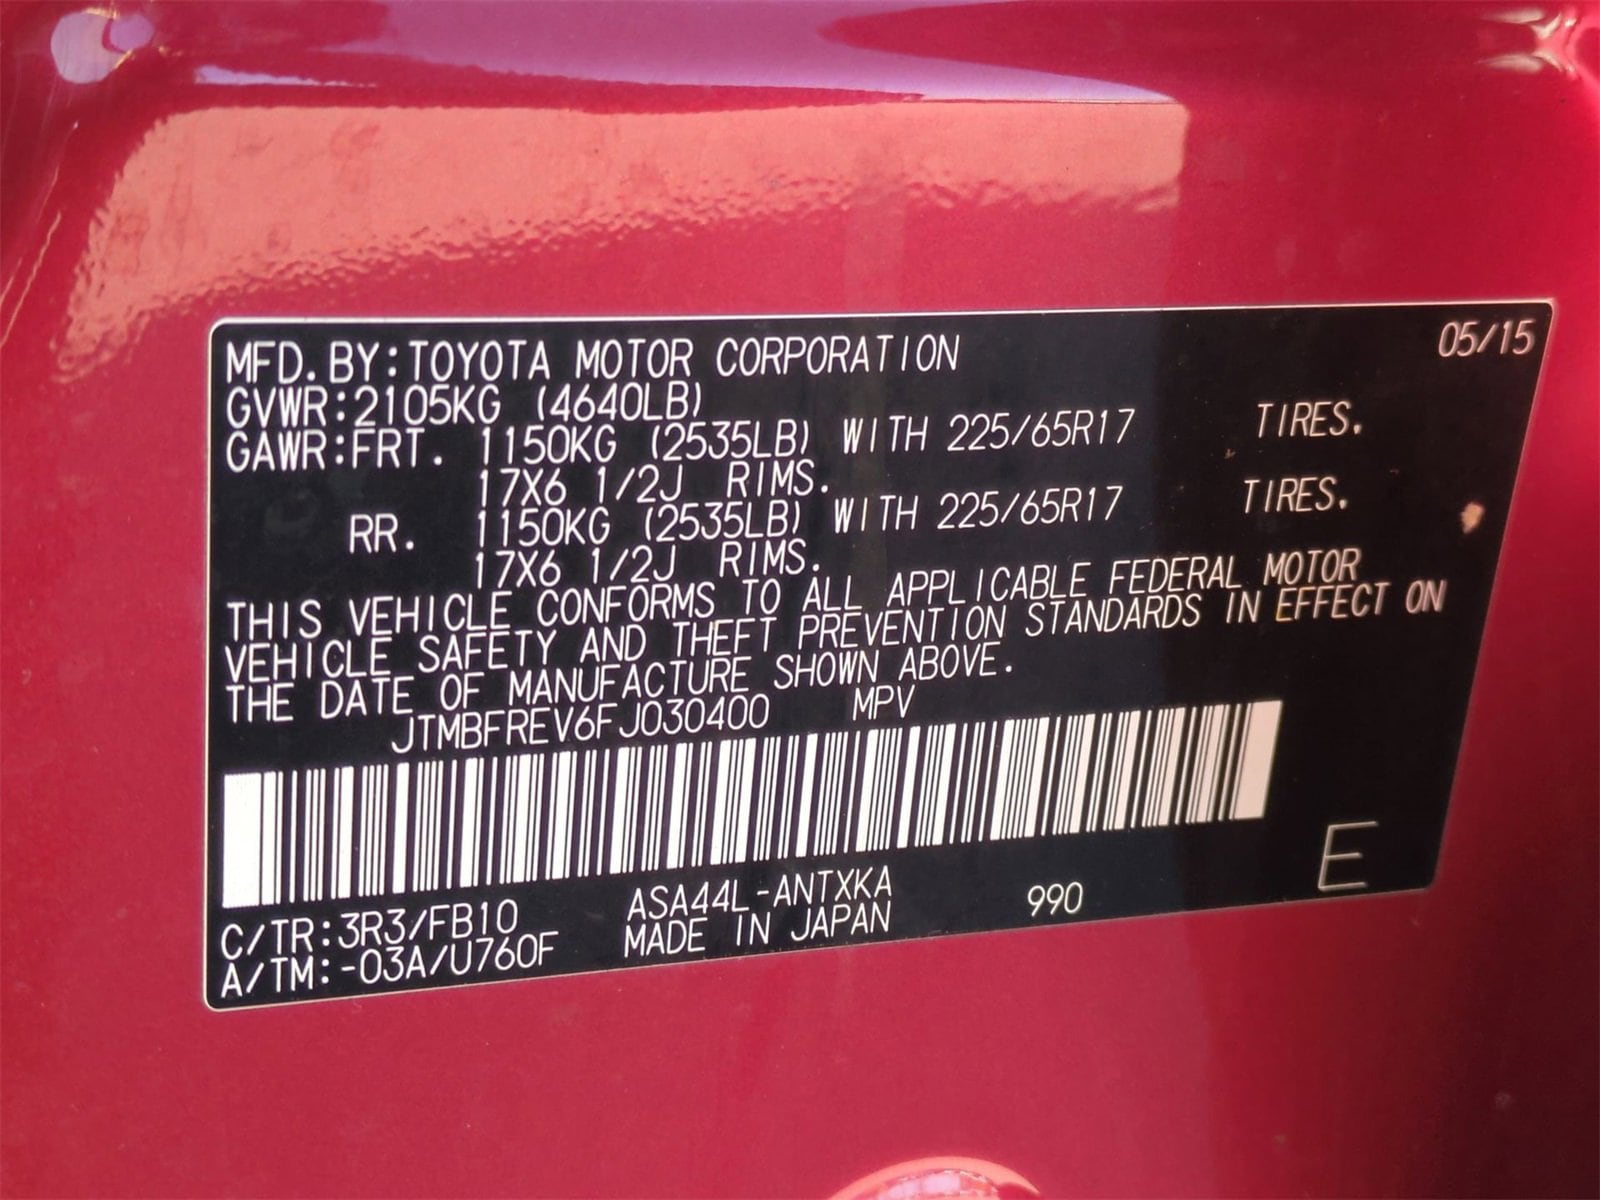 05/15
MFD.BY:TOYOTA MOTOR CORPORATION
GVWR:2105KG (4640LB)
GAWR:FRT. 1150KG (2535LB) WITH 225/65R17 TIRES.
17X6 1/2J RIMS.
RR. 1150KG (2535LB) WITH 225/65R17 TIRES.
17X6 1/2J RIMS.
THIS VEHICLE CONFORMS TO ALL APPLICABLE FEDERAL MOTOR
VEHICLE SAFETY AND THEFT PREVENTION STANDARDS IN EFFECT ON
THE DATE OF MANUFACTURE SHOWN ABOVE.
JTMBFREV6FJ030400 MPV
E
C/TR:3R3/FB10 ASA44L-ANTXKA 990
A/TM:-03A/U760F MADE IN JAPAN